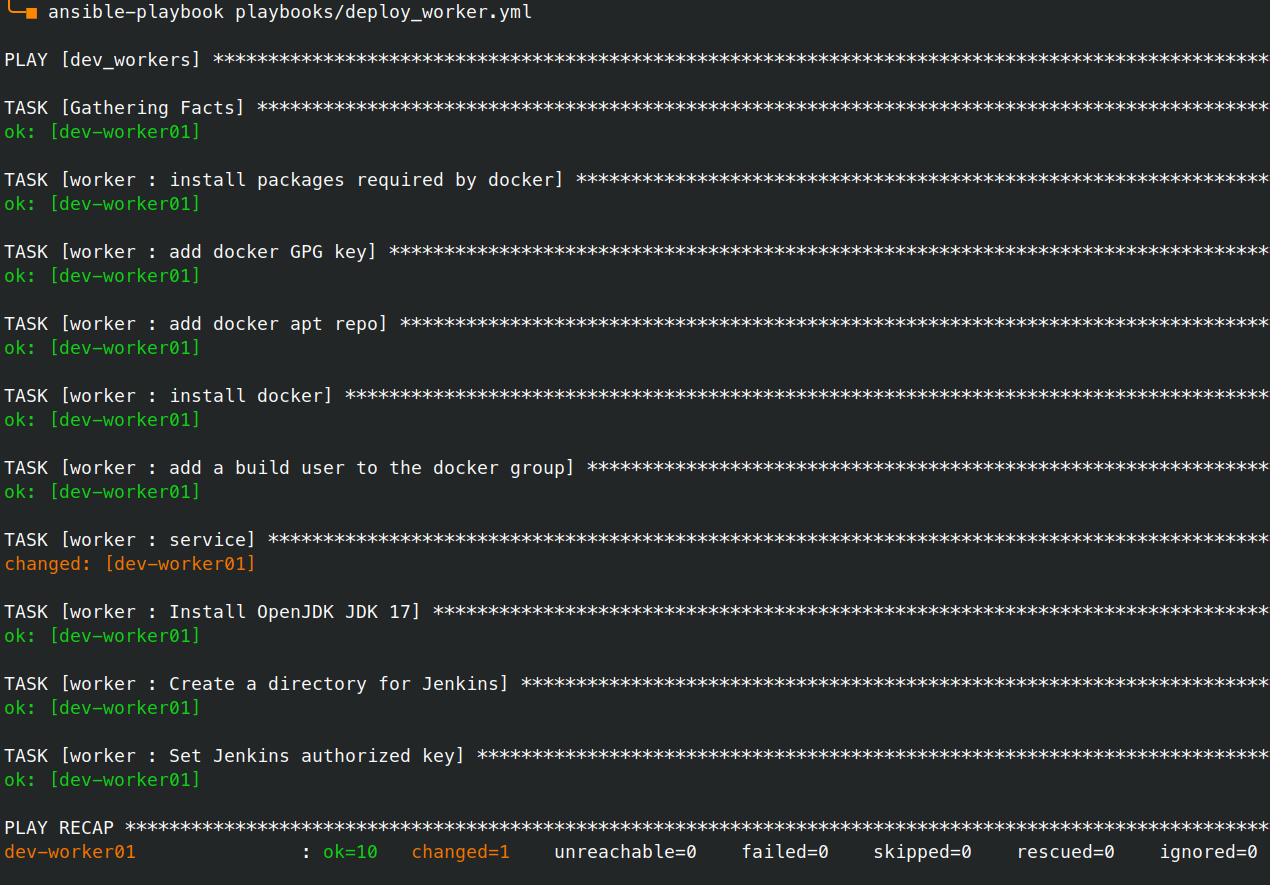 ansible-playbook playbooks/deploy_worker.yml
PLAY [dev_workers] ************************************************************************************************
TASK [Gathering Facts] ********************************************************************************************
ok: [dev-worker01]
TASK [worker : install packages required by docker] ***************************************************************
ok: [dev-worker01]
TASK [worker : add docker GPG key] ********************************************************************************
ok: [dev-worker01]
TASK [worker : add docker apt repo] *******************************************************************************
ok: [dev-worker01]
TASK [worker : install docker] ************************************************************************************
ok: [dev-worker01]
TASK [worker : add a build user to the docker group] **************************************************************
ok: [dev-worker01]
TASK [worker : service] *******************************************************************************************
changed: [dev-worker01]
TASK [worker : Install OpenJDK JDK 17] ****************************************************************************
ok: [dev-worker01]
TASK [worker : Create a directory for Jenkins] ********************************************************************
ok: [dev-worker01]
TASK [worker : Set Jenkins authorized key] ************************************************************************
ok: [dev-worker01]
PLAY RECAP ********************************************************************************************************
dev-worker01               : ok=10   changed=1    unreachable=0    failed=0    skipped=0    rescued=0    ignored=0